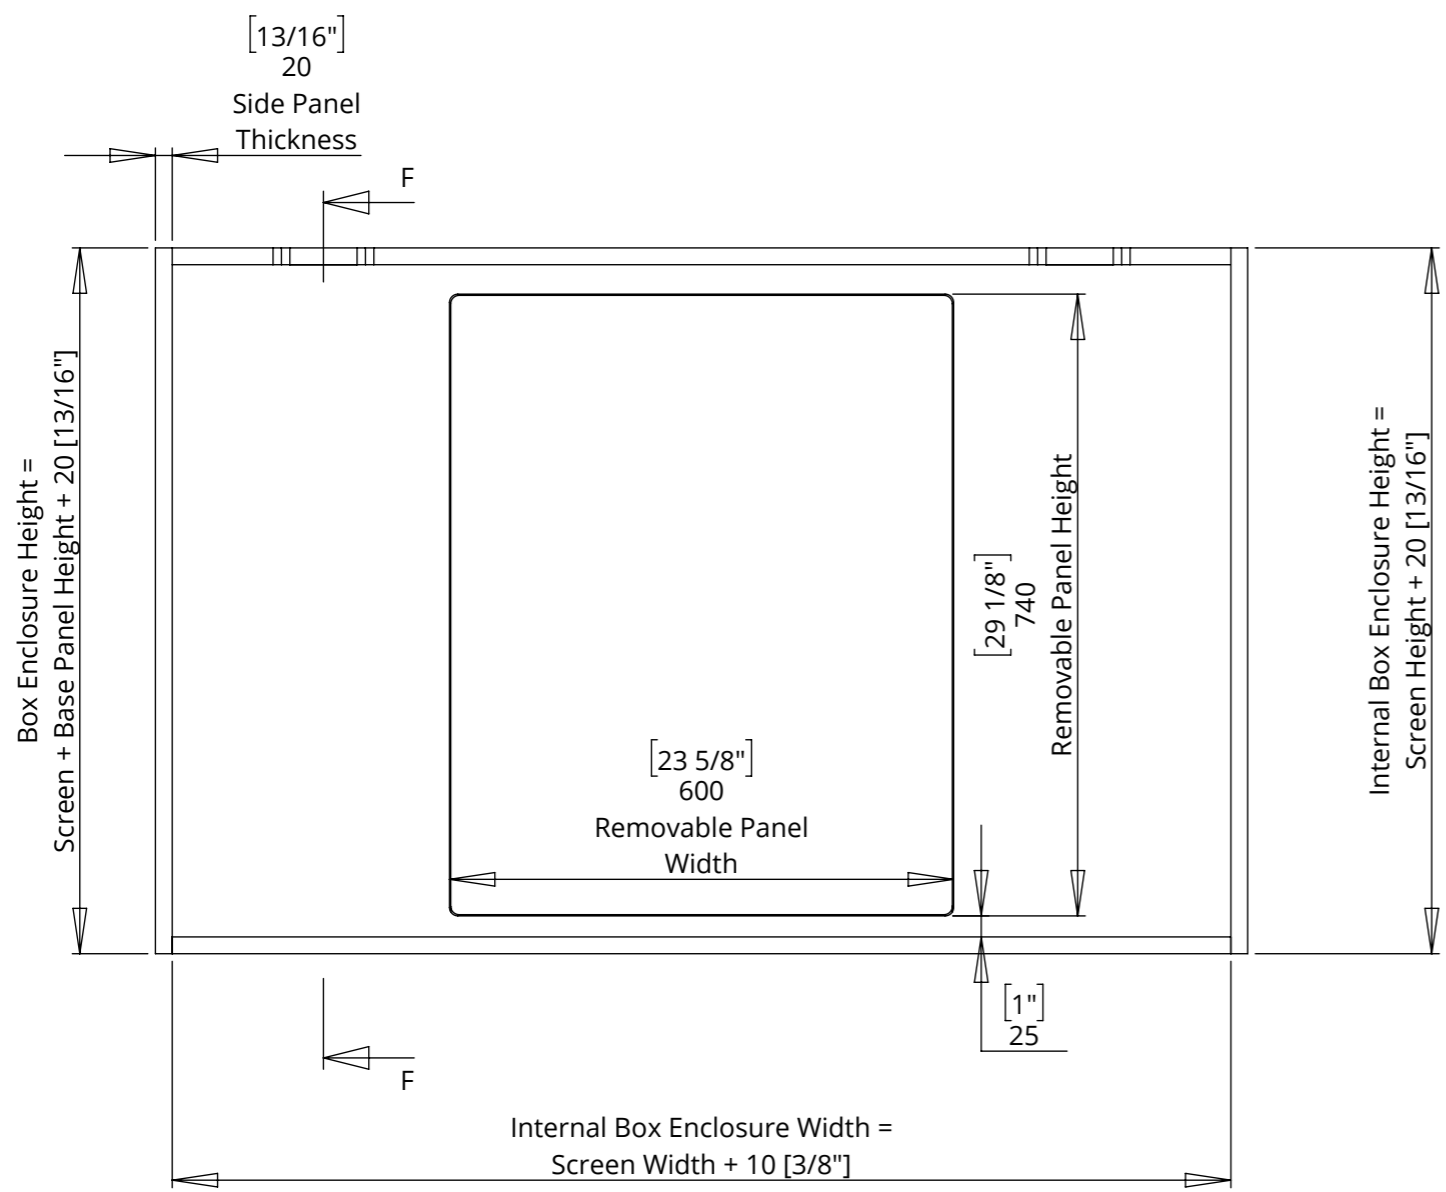 [13/16"]
20
Side Panel
Thickness
F
Box Enclosure Height =
Screen + Base Panel Height + 20 [13/16"]
[29 1/8"]
740
Removable Panel Height
Internal Box Enclosure Height =
Screen Height + 20 [13/16"]
[23 5/8"]
600
Removable Panel
Width
[1"]
25
F
Internal Box Enclosure Width =
Screen Width + 10 [3/8"]